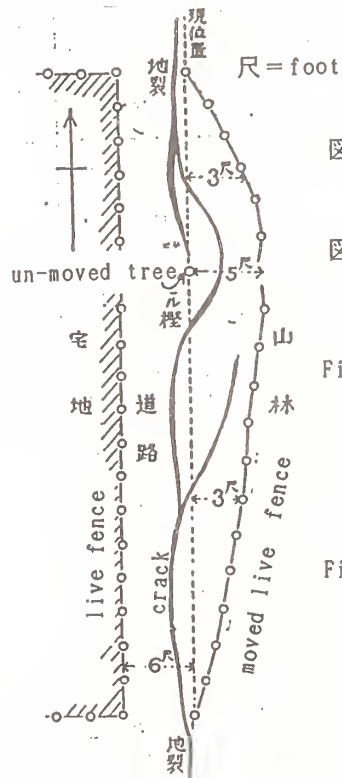 現位置
地裂
尺=foot
図
3尺
図
un-moved tree
5尺
樫
宅地
道路
山林
Fi
live fence
crack
3尺
moved live fence
Fi
6尺
地裂